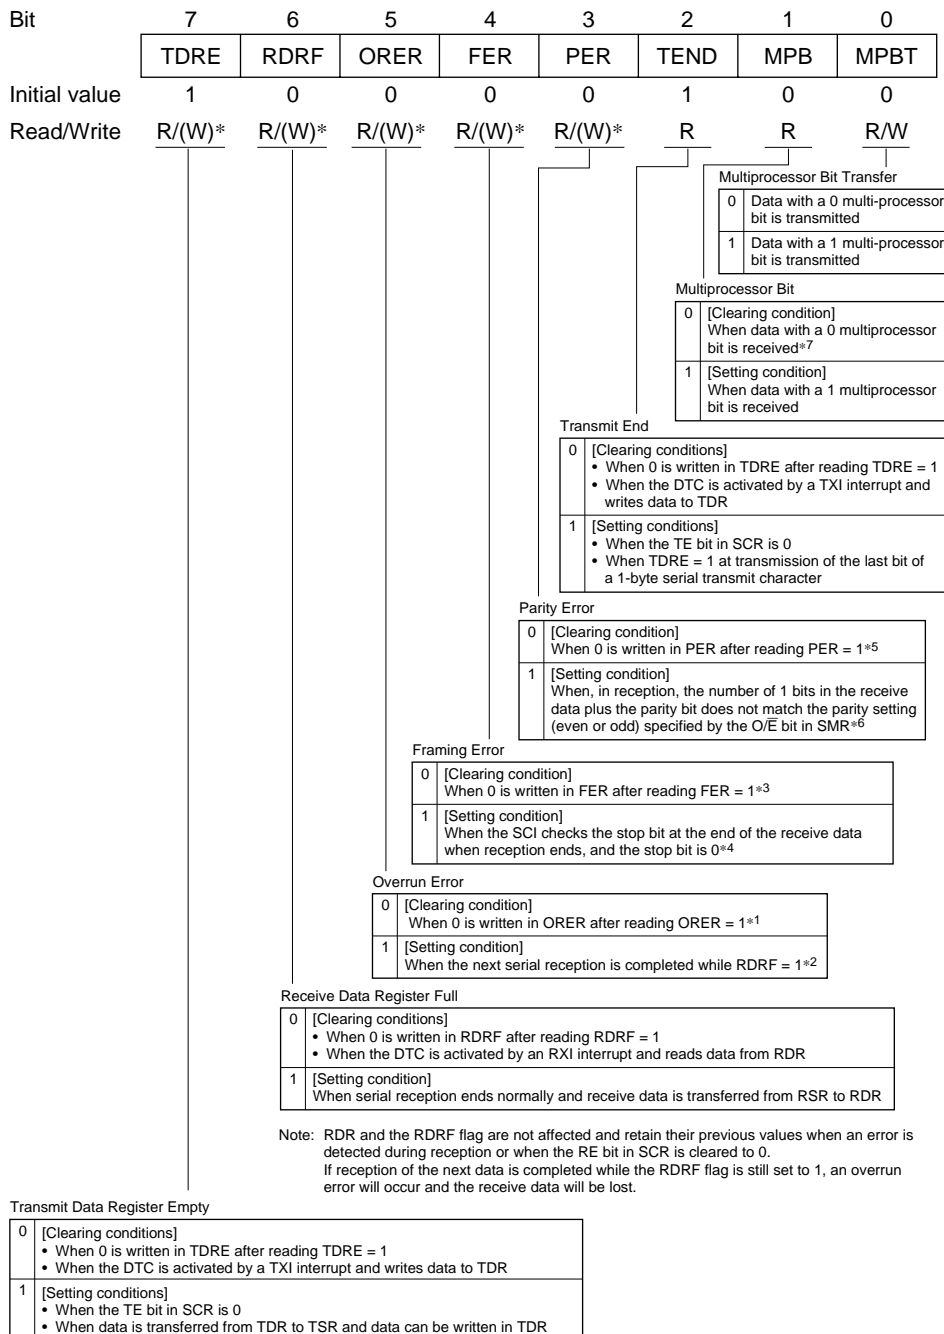 Bit 7 6 5 4 3 2 1 0
TDRE RDRF ORER FER PER TEND MPB MPBT
Initial value 1 0 0 0 0 1 0 0
Read/Write R/(W)* R/(W)* R/(W)* R/(W)* R/(W)* R R R/W
Multiprocessor Bit Transfer
0 Data with a 0 multi-processor
bit is transmitted
1 Data with a 1 multi-processor
bit is transmitted
Multiprocessor Bit
0 [Clearing condition]
When data with a 0 multiprocessor
bit is received*7
1 [Setting condition]
When data with a 1 multiprocessor
bit is received
Transmit End
0 [Clearing conditions]
• When 0 is written in TDRE after reading TDRE = 1
• When the DTC is activated by a TXI interrupt and
writes data to TDR
1 [Setting conditions]
• When the TE bit in SCR is 0
• When TDRE = 1 at transmission of the last bit of
a 1-byte serial transmit character
Parity Error
0 [Clearing condition]
When 0 is written in PER after reading PER = 1*5
1 [Setting condition]
When, in reception, the number of 1 bits in the receive
data plus the parity bit does not match the parity setting
(even or odd) specified by the O/E̅ bit in SMR*6
Framing Error
0 [Clearing condition]
When 0 is written in FER after reading FER = 1*3
1 [Setting condition]
When the SCI checks the stop bit at the end of the receive data
when reception ends, and the stop bit is 0*4
Overrun Error
0 [Clearing condition]
When 0 is written in ORER after reading ORER = 1*1
1 [Setting condition]
When the next serial reception is completed while RDRF = 1*2
Receive Data Register Full
0 [Clearing conditions]
• When 0 is written in RDRF after reading RDRF = 1
• When the DTC is activated by an RXI interrupt and reads data from RDR
1 [Setting condition]
When serial reception ends normally and receive data is transferred from RSR to RDR
Note: RDR and the RDRF flag are not affected and retain their previous values when an error is
detected during reception or when the RE bit in SCR is cleared to 0.
If reception of the next data is completed while the RDRF flag is still set to 1, an overrun
error will occur and the receive data will be lost.
Transmit Data Register Empty
0 [Clearing conditions]
• When 0 is written in TDRE after reading TDRE = 1
• When the DTC is activated by a TXI interrupt and writes data to TDR
1 [Setting conditions]
• When the TE bit in SCR is 0
• When data is transferred from TDR to TSR and data can be written in TDR